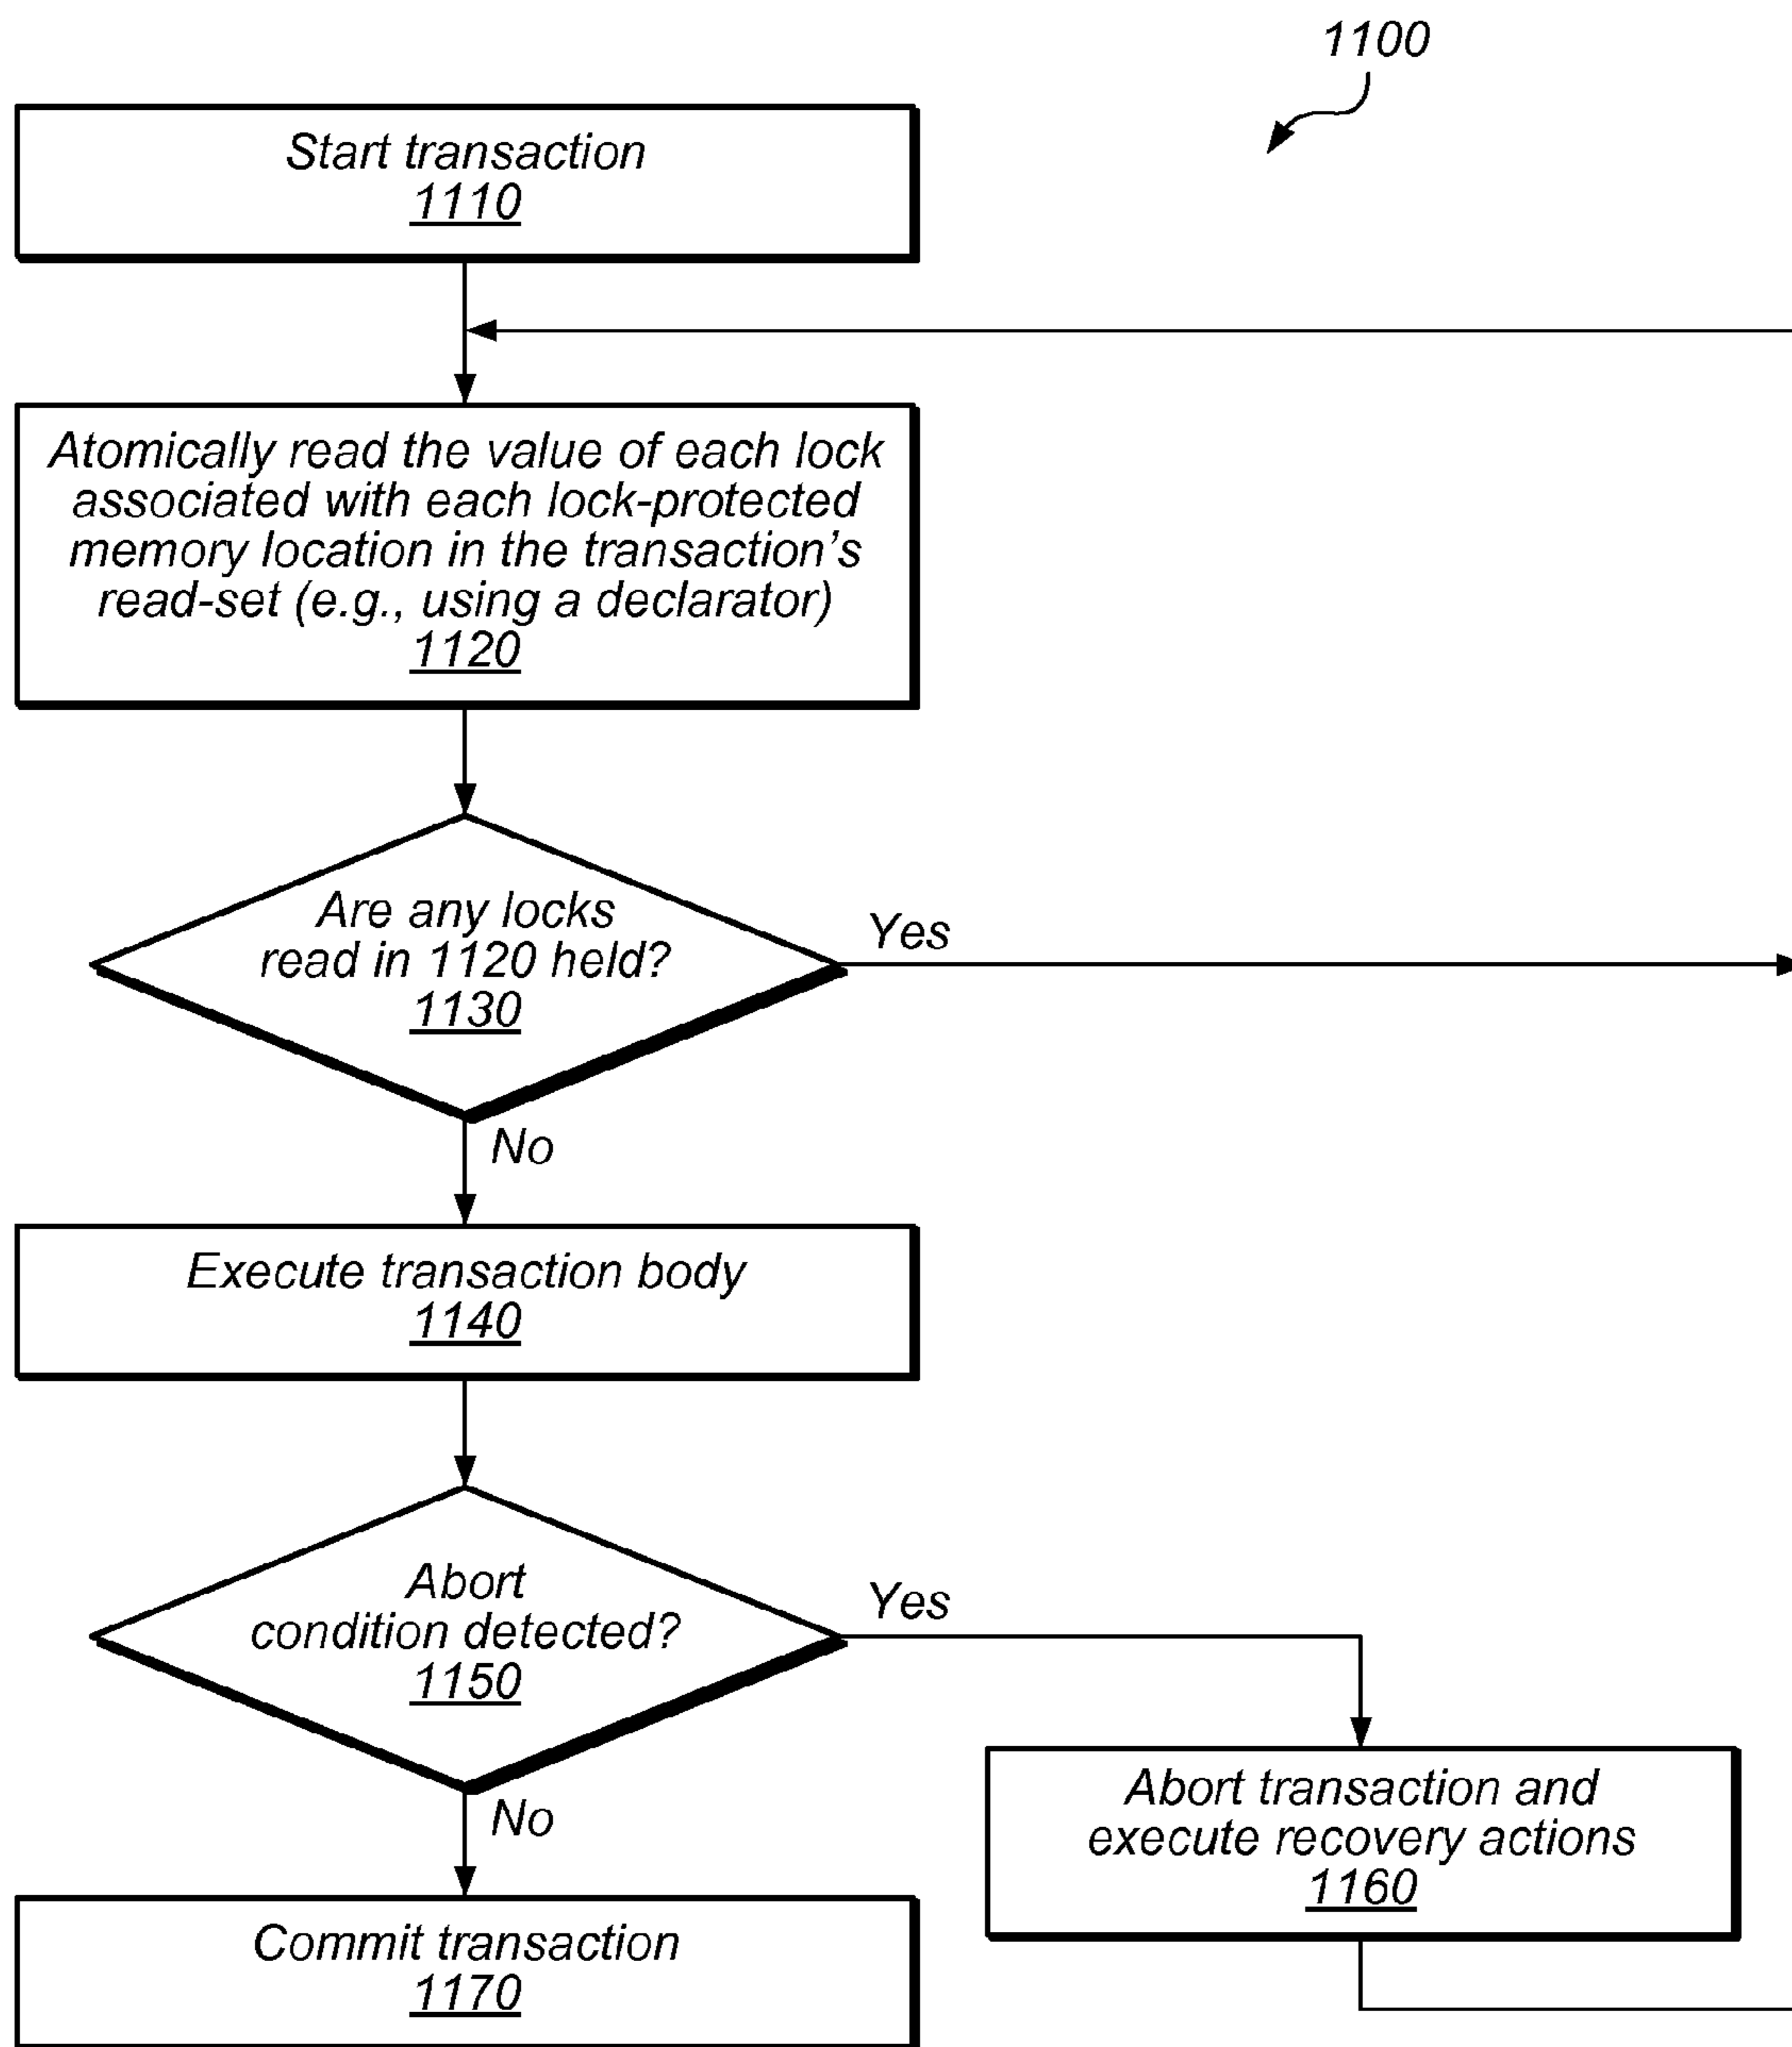 1100
Start transaction
1110
Atomically read the value of each lock
associated with each lock-protected
memory location in the transaction's
read-set (e.g., using a declarator)
1120
Are any locks
read in 1120 held?
1130
Yes
No
Execute transaction body
1140
Abort
condition detected?
1150
Yes
No
Abort transaction and
execute recovery actions
1160
Commit transaction
1170